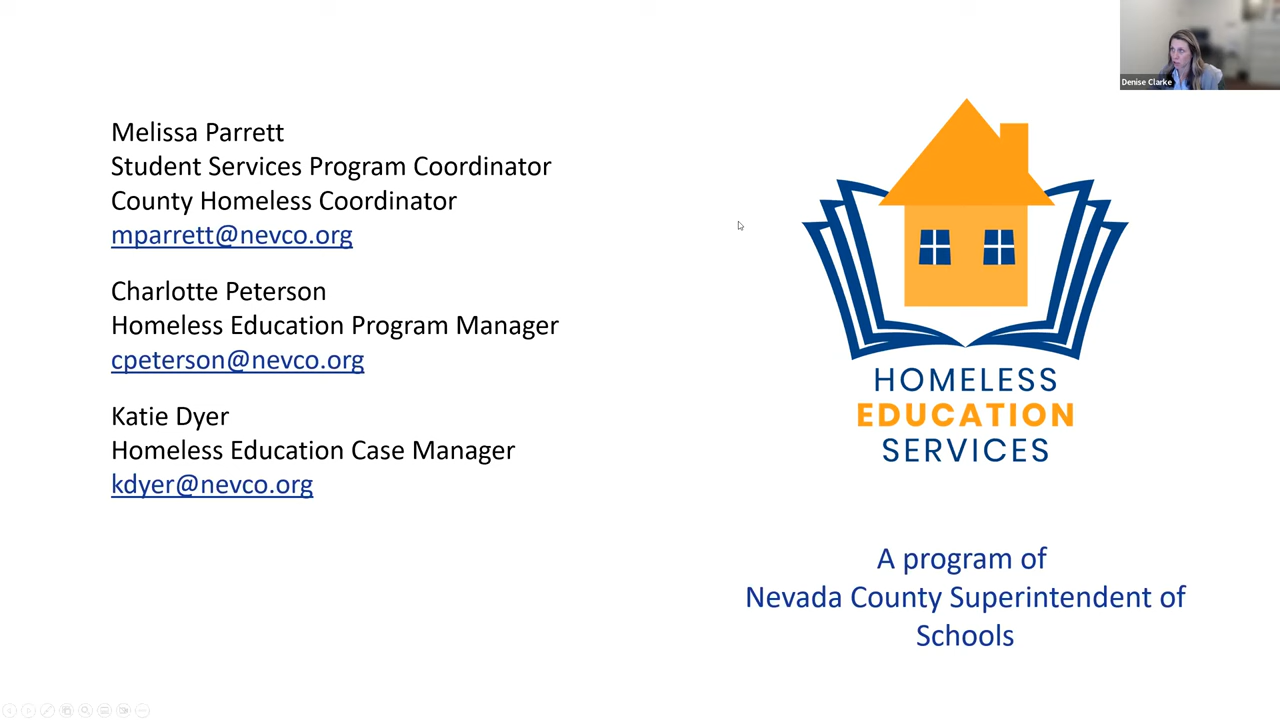 Denise Clarke
Melissa Parrett
Student Services Program Coordinator
County Homeless Coordinator
mparrett@nevco.org
Charlotte Peterson
Homeless Education Program Manager
cpeterson@nevco.org
Katie Dyer
Homeless Education Case Manager
kdyer@nevco.org
HOMELESS
EDUCATION
SERVICES
A program of
Nevada County Superintendent of
Schools